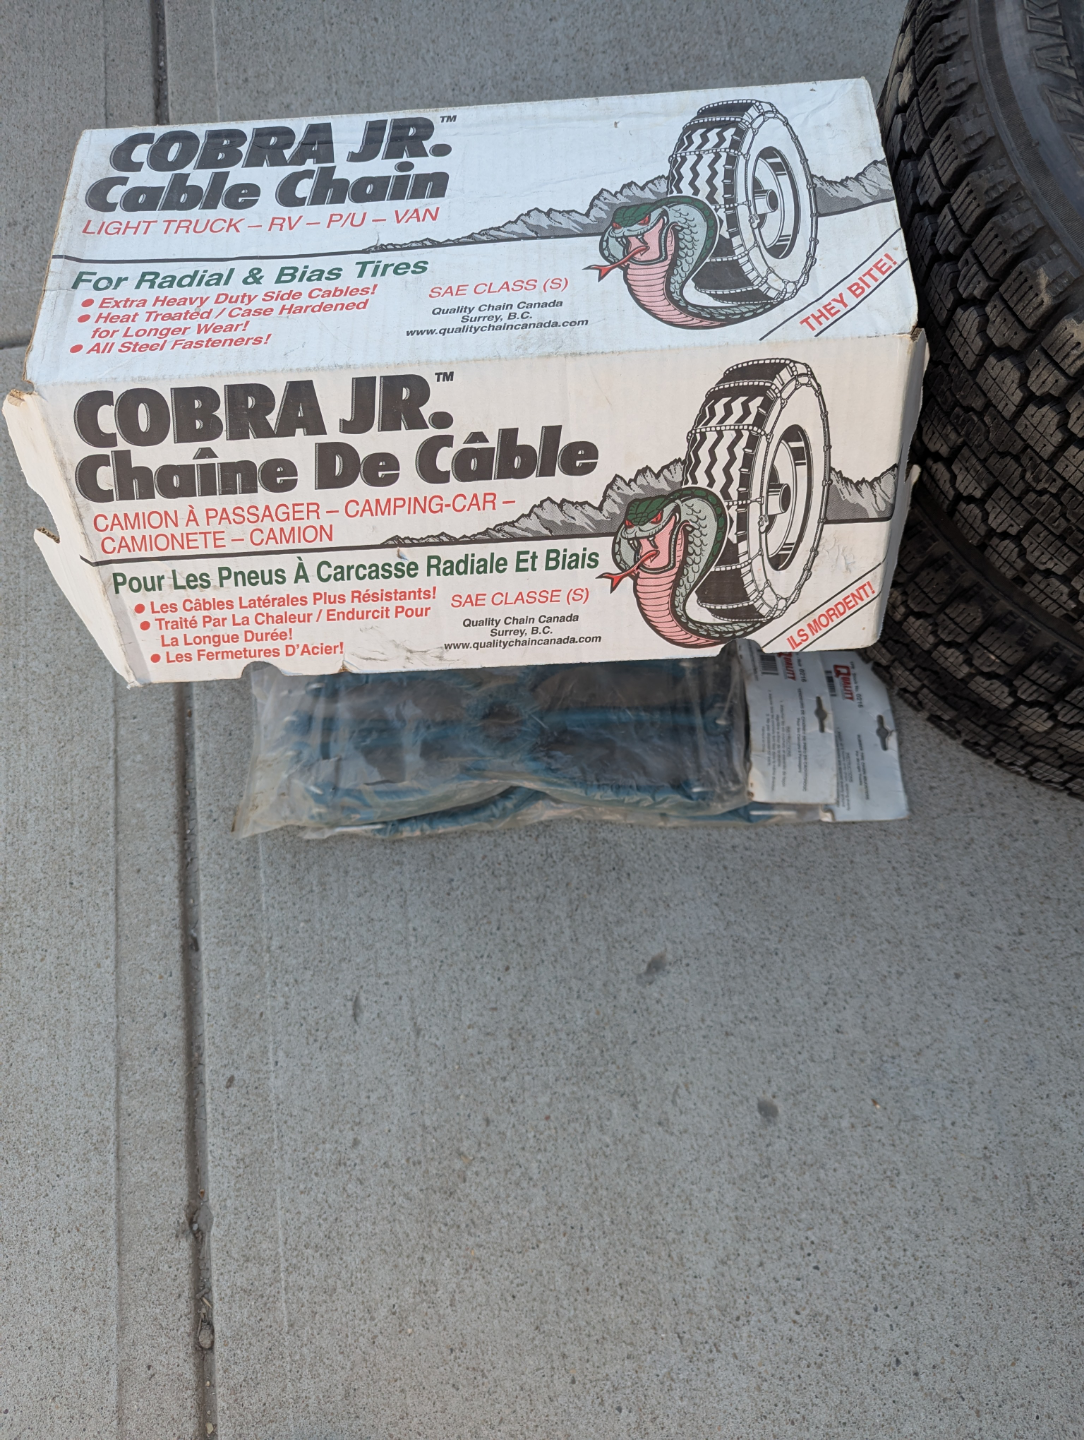 COBRA JR.™
Cable Chain
LIGHT TRUCK – RV – P/U – VAN
For Radial & Bias Tires
• Extra Heavy Duty Side Cables!
• Heat Treated / Case Hardened
for Longer Wear!
• All Steel Fasteners!
SAE CLASS (S)
Quality Chain Canada
Surrey, B.C.
www.qualitychaincanada.com
THEY BITE!
COBRA JR.™
Chaîne De Câble
CAMION À PASSAGER – CAMPING-CAR –
CAMIONETE – CAMION
Pour Les Pneus À Carcasse Radiale Et Biais
• Les Câbles Latérales Plus Résistants!
• Traité Par La Chaleur / Endurcit Pour
La Longue Durée!
• Les Fermetures D'Acier!
SAE CLASSE (S)
Quality Chain Canada
Surrey, B.C.
www.qualitychaincanada.com
ILS MORDENT!
QUALITY